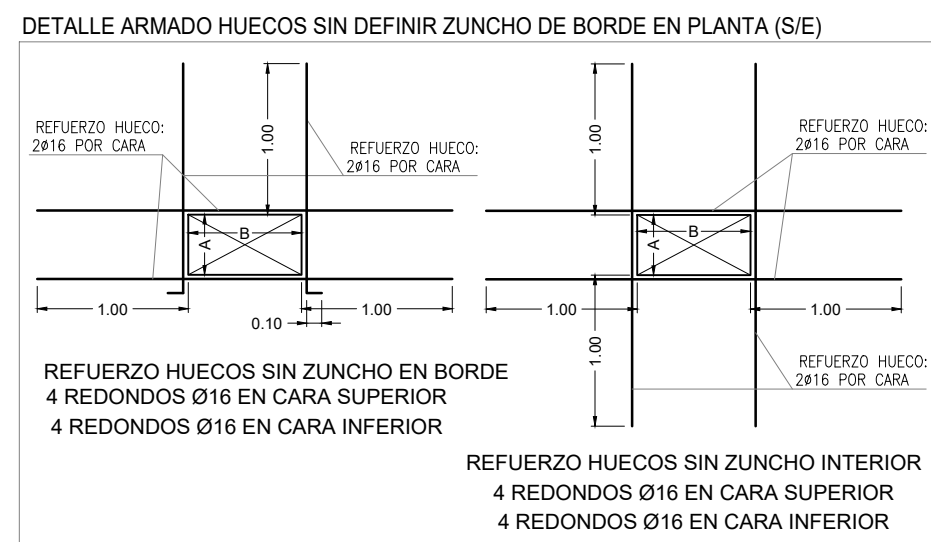 DETALLE ARMADO HUECOS SIN DEFINIR ZUNCHO DE BORDE EN PLANTA (S/E)
REFUERZO HUECO:
2ø16 POR CARA
1.00
REFUERZO HUECO:
2ø16 POR CARA
A
B
1.00
0.10
1.00
REFUERZO HUECOS SIN ZUNCHO EN BORDE
4 REDONDOS Ø16 EN CARA SUPERIOR
4 REDONDOS Ø16 EN CARA INFERIOR
1.00
REFUERZO HUECO:
2ø16 POR CARA
A
B
1.00
1.00
1.00
REFUERZO HUECO:
2ø16 POR CARA
REFUERZO HUECOS SIN ZUNCHO INTERIOR
4 REDONDOS Ø16 EN CARA SUPERIOR
4 REDONDOS Ø16 EN CARA INFERIOR